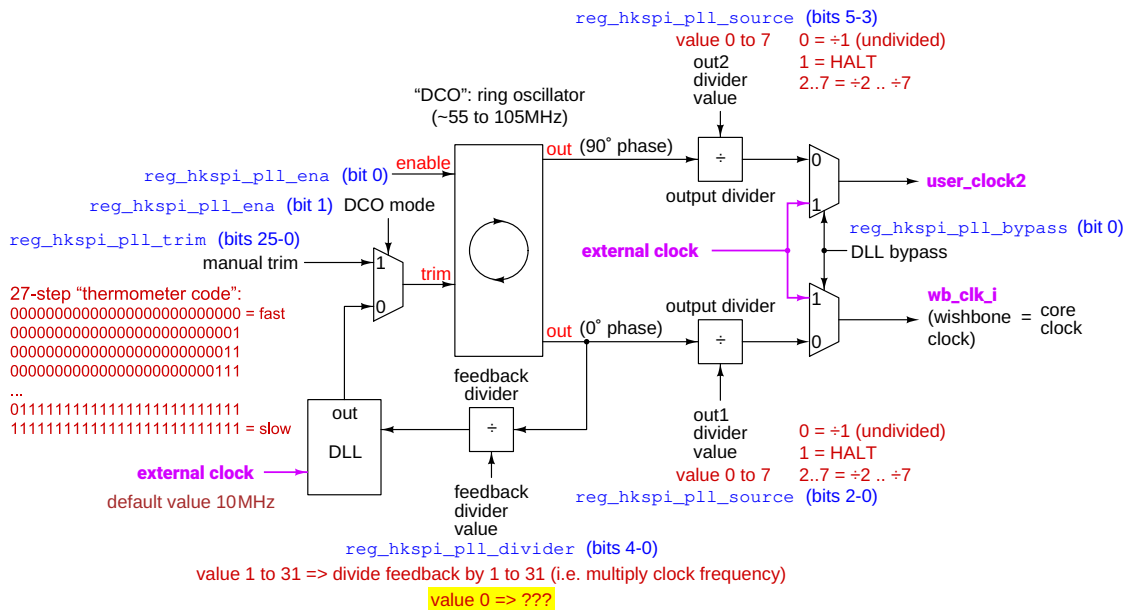 reg_hkspi_pll_source (bits 5-3)
value 0 to 7
0 = ÷1 (undivided)
1 = HALT
2..7 = ÷2 .. ÷7
out2
divider
value
“DCO”: ring oscillator
(~55 to 105MHz)
enable
out (90° phase)
÷
output divider
0
1
user_clock2
reg_hkspi_pll_ena (bit 0)
reg_hkspi_pll_ena (bit 1)
DCO mode
reg_hkspi_pll_trim (bits 25-0)
manual trim
1
0
trim
external clock
reg_hkspi_pll_bypass (bit 0)
DLL bypass
27-step “thermometer code”:
00000000000000000000000000 = fast
00000000000000000000000001
00000000000000000000000011
00000000000000000000000111
...
01111111111111111111111111
11111111111111111111111111 = slow
output divider
out (0° phase)
÷
1
0
wb_clk_i
(wishbone = core
clock) clock
feedback
divider
÷
out
DLL
external clock
default value 10MHz
out1
divider
value
value 0 to 7
0 = ÷1 (undivided)
1 = HALT
2..7 = ÷2 .. ÷7
reg_hkspi_pll_source (bits 2-0)
feedback
divider
value
reg_hkspi_pll_divider (bits 4-0)
value 1 to 31 => divide feedback by 1 to 31 (i.e. multiply clock frequency)
value 0 => ???